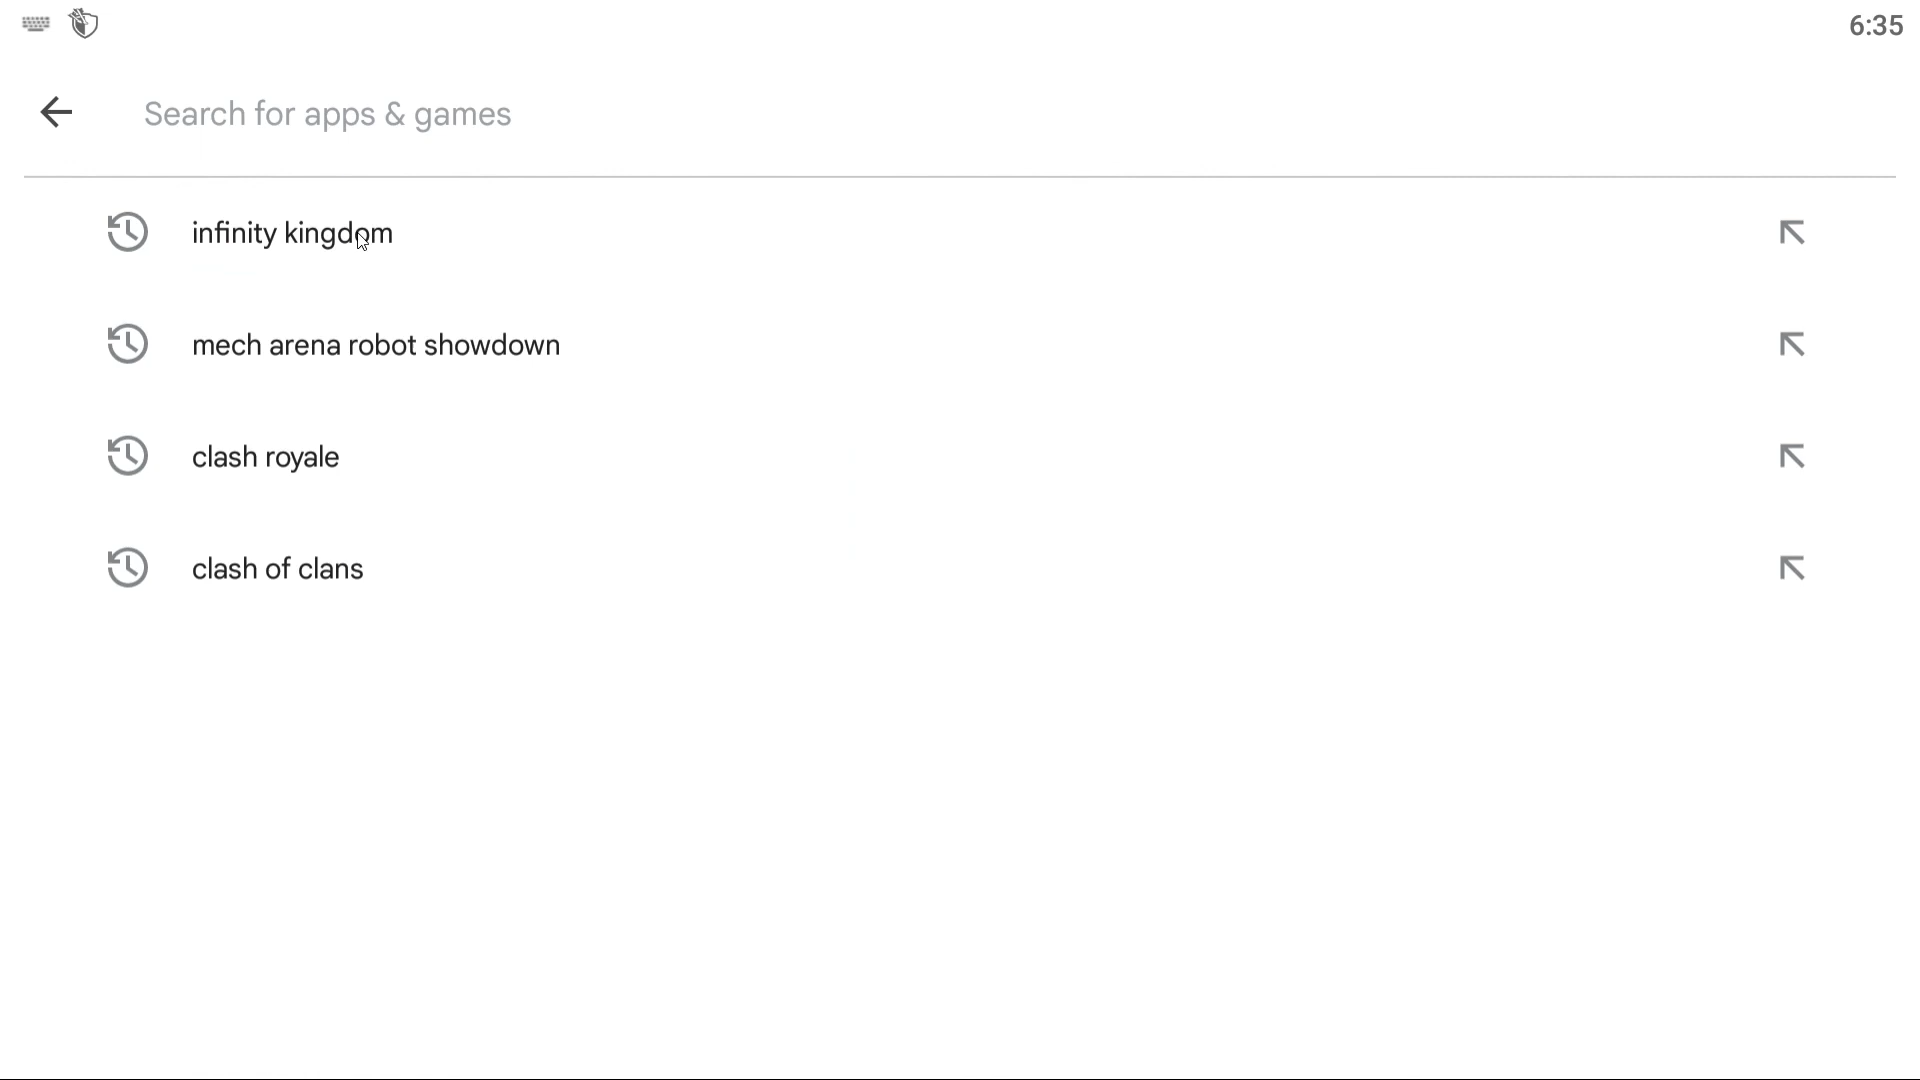 6:35
Search for apps & games
infinity kingdom
mech arena robot showdown
clash royale
clash of clans